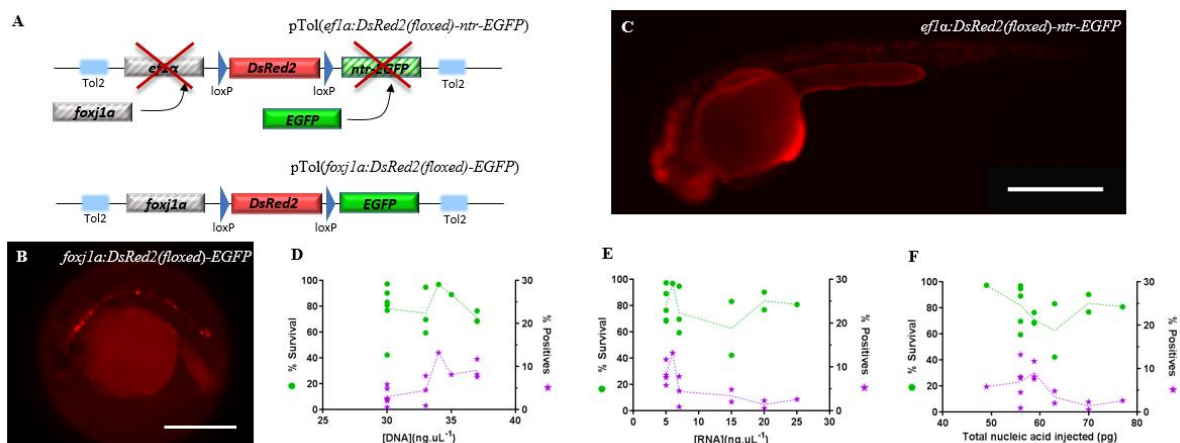 A
pTol(ef1a:DsRed2(floxed)-ntr-EGFP)
ef1α
DsRed2
ntr-EGFP
Tol2
loxP
loxP
Tol2
foxj1a
EGFP
pTol(foxj1a:DsRed2(floxed)-EGFP)
foxj1a
DsRed2
EGFP
Tol2
loxP
loxP
Tol2
C
ef1α:DsRed2(floxed)-ntr-EGFP
B
foxj1a:DsRed2(floxed)-EGFP
D
% Survival
100
80
60
40
20
0
30
20
10
0
% Positives
25
30
35
40
[DNA](ng.uL-1)
E
% Survival
100
80
60
40
20
0
30
20
10
0
% Positives
0
5
10
15
20
25
30
[RNA](ng.uL-1)
F
% Survival
100
80
60
40
20
0
30
20
10
0
% Positives
40
50
60
70
80
Total nucleic acid injected (pg)